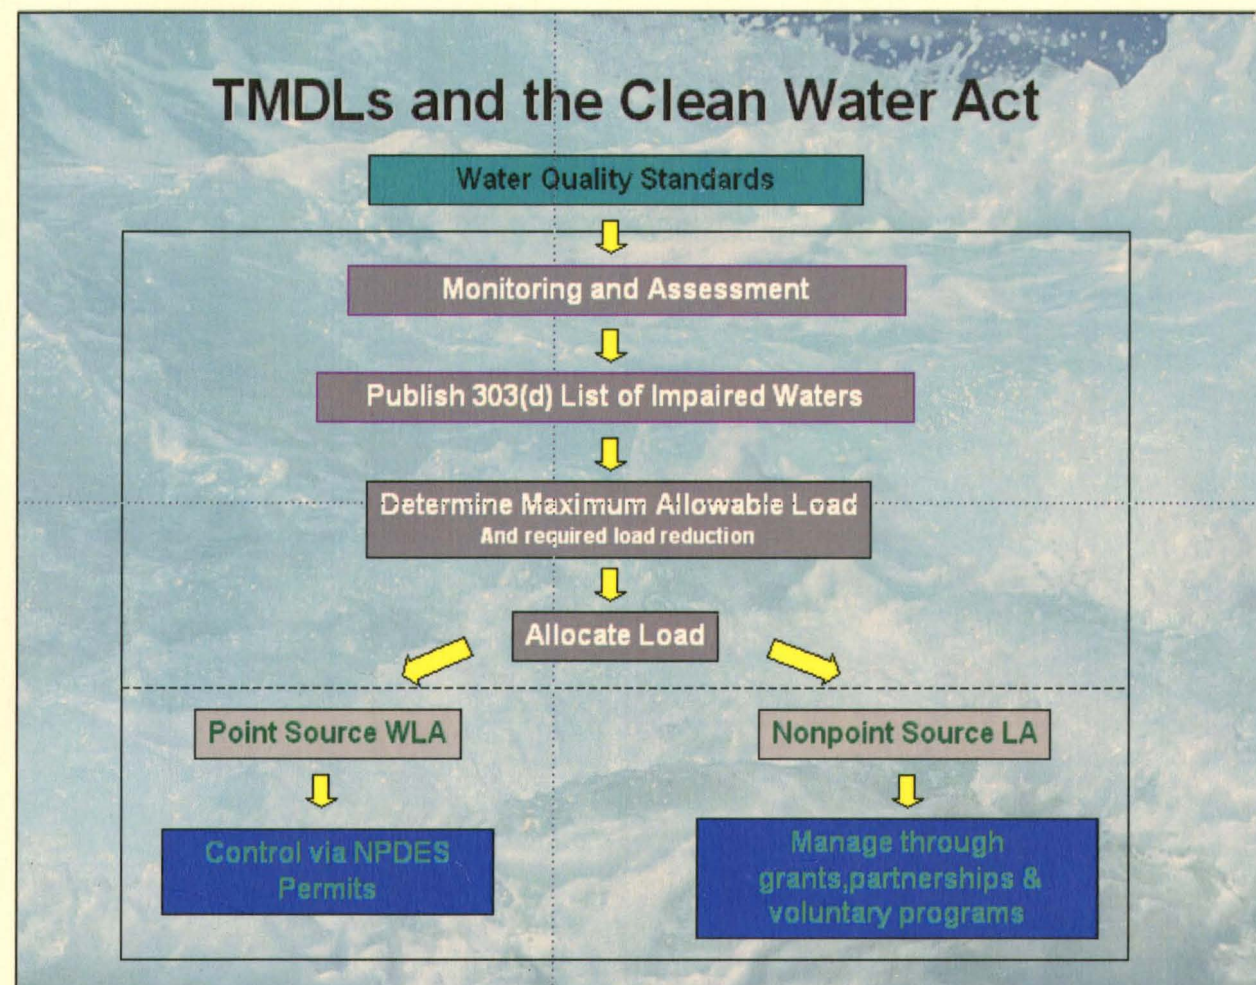 TMDLs and the Clean Water Act
Water Quality Standards
Monitoring and Assessment
Publish 303(d) List of Impaired Waters
Determine Maximum Allowable Load
And required load reduction
Allocate Load
Point Source WLA
Nonpoint Source LA
Control via NPDES
Permits
Manage through
grants,partnerships &
voluntary programs